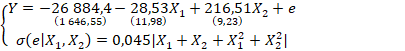 Y = −26 884,4 − 28,53X₁ + 216,51X₂ + e
(1 646,55) (11,98) (9,23)
σ(e|X₁, X₂) = 0,045|X₁ + X₂ + X₁² + X₂²|